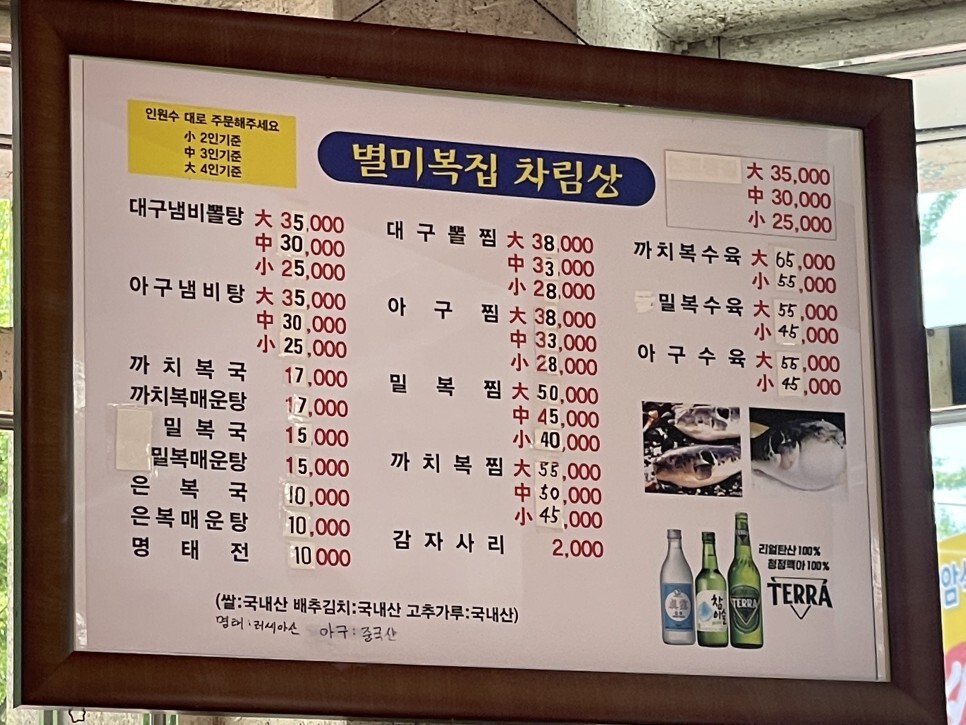 인원수 대로 주문해주세요
小 2인기준
中 3인기준
大 4인기준
별미복집 차림상
大 35,000
中 30,000
小 25,000
대구냄비뽈탕 大 35,000
中 30,000
小 25,000
아구냄비탕 大 35,000
中 30,000
小 25,000
까치복국 17,000
까치복매운탕 17,000
밀복국 15,000
밀복매운탕 15,000
은복국 10,000
은복매운탕 10,000
명태전 10000
대구뽈찜 大 38,000
中 33,000
小 28,000
아구찜 大 38,000
中 33,000
小 28,000
밀복찜 大 50,000
中 45,000
小 40,000
까치복찜 大 55,000
中 50,000
小 45,000
감자사리 2,000
까치복수육 大 65,000
小 55,000
밀복수육 大 55,000
小 45,000
아구수육 大 55,000
小 45,000
리얼탄산 100%
청정맥아 100%
TERRA
참이슬
TERRA
(쌀:국내산 배추김치:국내산 고추가루:국내산)
명태:러시아산 아구:중국산